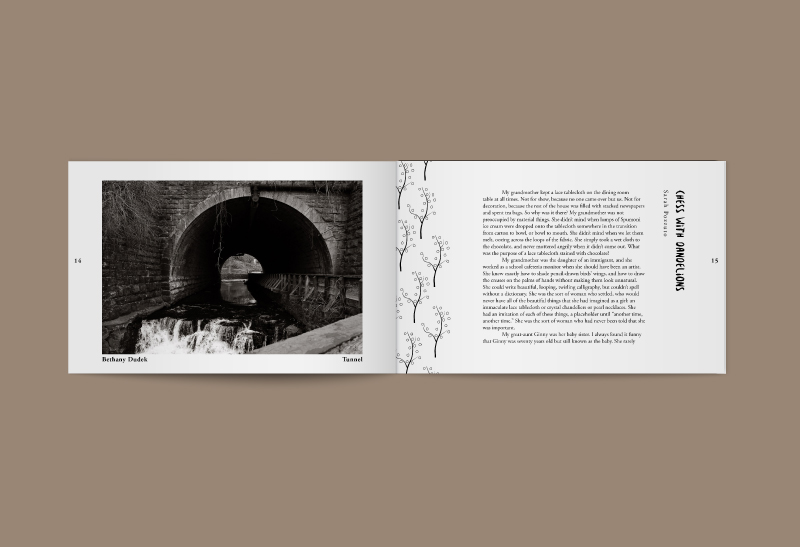 14
Bethany Dudek
Tunnel
My grandmother kept a lace tablecloth on the dining room
table at all times. Not for show, because no one came over but us. Not for
decoration, because the rest of the house was filled with stacked newspapers
and spent tea bags. So why was it there? My grandmother was not
preoccupied by material things. She didn't mind when lumps of Spumoni
ice cream were dropped onto the tablecloth somewhere in the transition
from carton to bowl, or bowl to mouth. She didn't mind when we let them
melt, oozing across the loops of the fabric. She simply took a wet cloth to
the chocolate, and never muttered angrily when it didn't come out. What
was the purpose of a lace tablecloth stained with chocolate?
My grandmother was the daughter of an immigrant, and she
worked as a school cafeteria monitor when she should have been an artist.
She knew exactly how to shade pencil-drawn birds' wings, and how to draw
the creases on the palms of hands without making them look unnatural.
She could write beautiful, looping, twirling calligraphy, but couldn't spell
without a dictionary. She was the sort of woman who settled, who would
never have all of the beautiful things that she had imagined as a girl: an
immaculate lace tablecloth or crystal chandeliers or pearl necklaces. She
had an imitation of each of these things, a placeholder until "another time,
another time." She was the sort of woman who had never been told that she
was important.
My great-aunt Ginny was her baby sister. I always found it funny
that Ginny was seventy years old but still known as the baby. She rarely
Sarah
CHESS WITH DANDELIONS
15